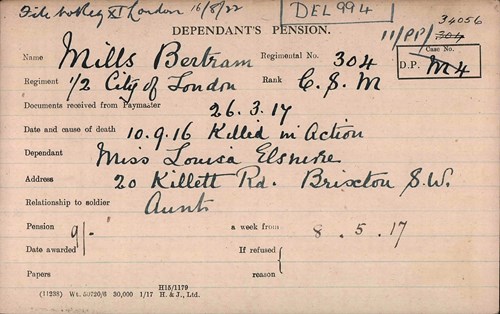 File to Reg XI London 16/8/22 DEL 994
DEPENDANT'S PENSION. 34056
11/PP/ 304
Name Mills Bertram Regimental No. 304 Case No.
D.P. M4
Regiment 1/2 City of London Rank C.S.M
Documents received from Paymaster 26.3.17
Date and cause of death 10.9.16 Killed in Action
Dependant Miss Louisa
Address 20 Killett Rd. Brixton S.W.
Relationship to soldier Aunt
Pension 9/- a week from 8.5.17
Date awarded If refused
Papers reason
H15/1179
(11238) Wt. 50720/6 30,000 1/17 H. & J., Ltd.